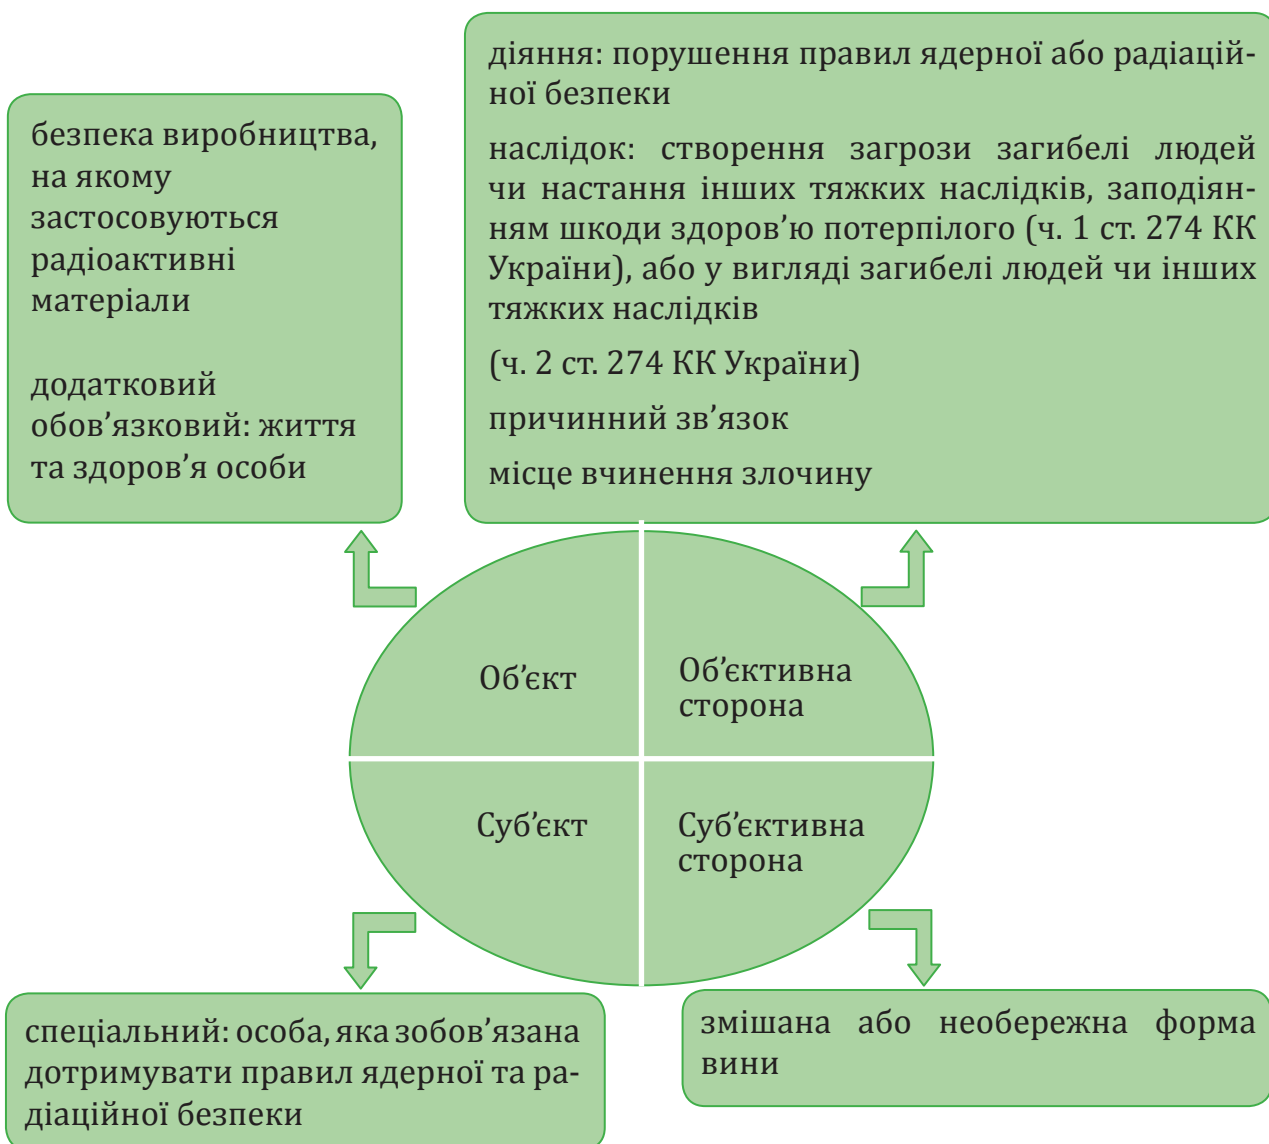 безпека виробництва,
на якому
застосовуються
радіоактивні
матеріали
додатковий
обов’язковий: життя
та здоров’я особи
діяння: порушення правил ядерної або радіацій-
ної безпеки
наслідок: створення загрози загибелі людей
чи настання інших тяжких наслідків, заподіян-
ням шкоди здоров’ю потерпілого (ч. 1 ст. 274 КК
України), або у вигляді загибелі людей чи інших
тяжких наслідків
(ч. 2 ст. 274 КК України)
причинний зв’язок
місце вчинення злочину
Об’єкт
Об’єктивна
сторона
Суб’єкт
Суб’єктивна
сторона
спеціальний: особа, яка зобов’язана
дотримувати правил ядерної та ра-
діаційної безпеки
змішана або необережна форма
вини